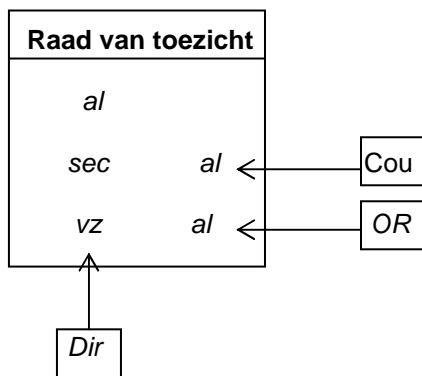 Raad van toezicht
al
sec al Cou
vz al OR
Dir